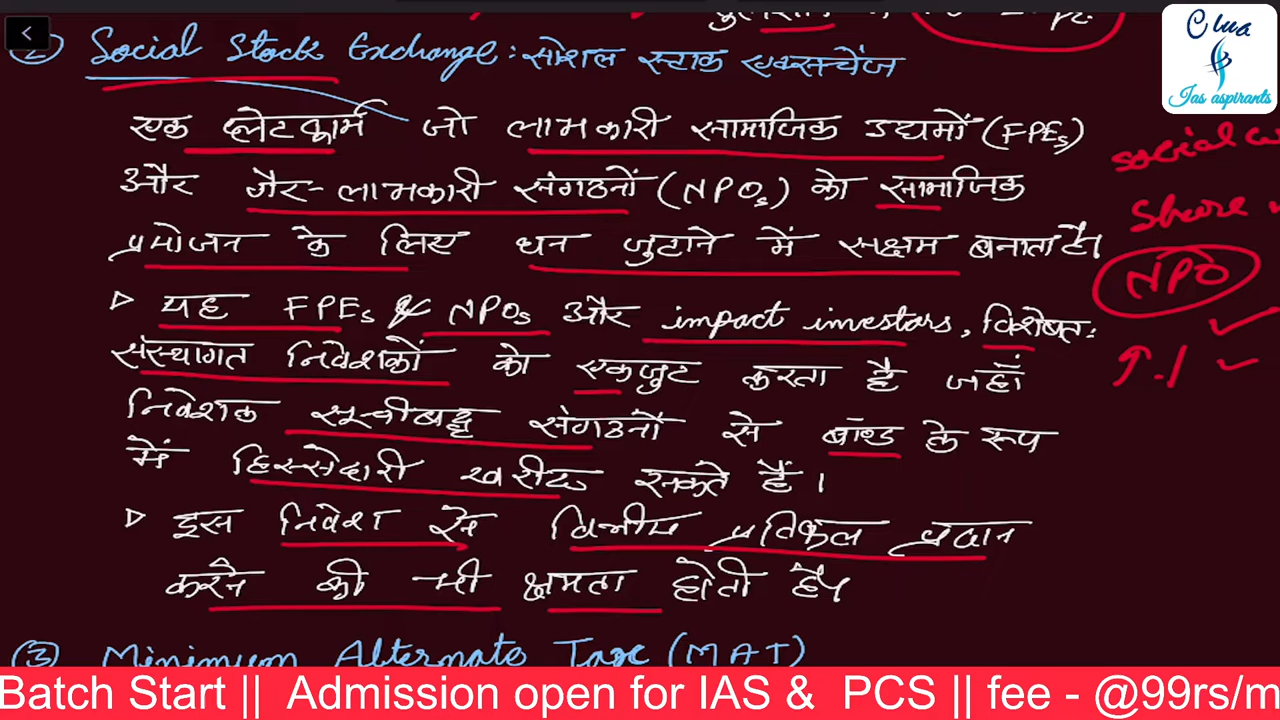 ② Social Stock Exchange: सोशल स्टाक एक्सचेंज
एक प्लेटफार्म जो लाभकारी सामाजिक उद्यमों (FPEs)
और गैर-लाभकारी संगठनों (NPOs) को सामाजिक
प्रयोजन के लिए धन जुटाने में सक्षम बनाता है।
▷ यह FPEs & NPOs और impact investars, विशेषतः
संस्थागत निवेशकों को एकजुट करता है जहाँ
निवेशक सूचीबद्ध संगठनों से बॉण्ड के रूप
में हिस्सेदारी खरीद सकते हैं।
▷ इस निवेश से वित्तीय प्रतिफल प्रदान
करने की भी क्षमता होती है।
③ Minimum Alternate Tax (MAT)
social
Share
NPO
Clua
Ias aspirants
Batch Start || Admission open for IAS & PCS || fee - @99rs/m